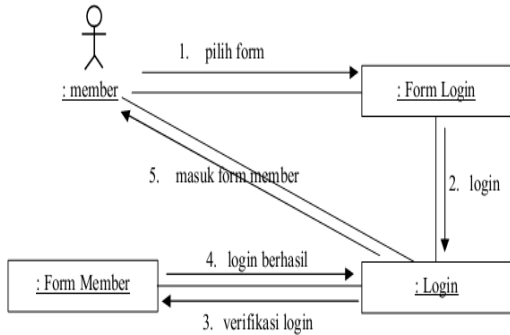 1. pilih form
: member
: Form Login
5. masuk form member
2. login
4. login berhasil
: Form Member
: Login
3. verifikasi login